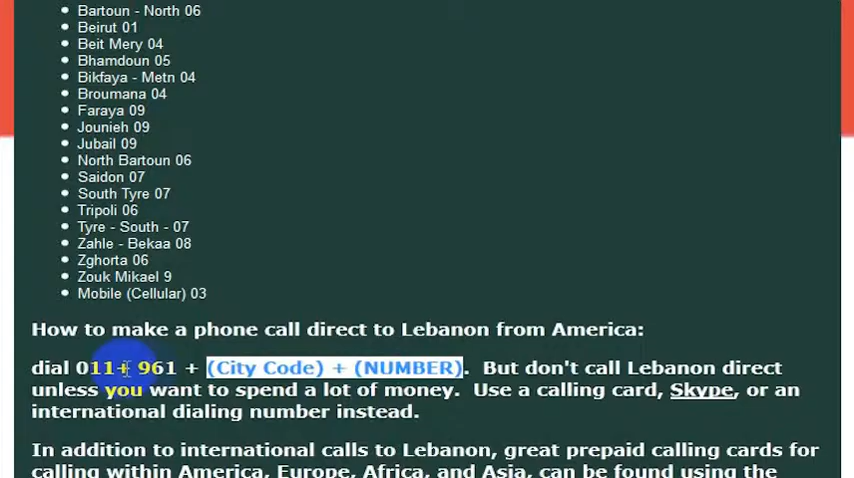 Bartoun - North 06
Beirut 01
Beit Mery 04
Bhamdoun 05
Bikfaya - Metn 04
Broumana 04
Faraya 09
Jounieh 09
Jubail 09
North Bartoun 06
Saidon 07
South Tyre 07
Tripoli 06
Tyre - South - 07
Zahle - Bekaa 08
Zghorta 06
Zouk Mikael 9
Mobile (Cellular) 03
How to make a phone call direct to Lebanon from America:
dial 011+ 961 + (City Code) + (NUMBER). But don't call Lebanon direct
unless you want to spend a lot of money. Use a calling card, Skype, or an
international dialing number instead.
In addition to international calls to Lebanon, great prepaid calling cards for
calling within America, Europe, Africa, and Asia, can be found using the